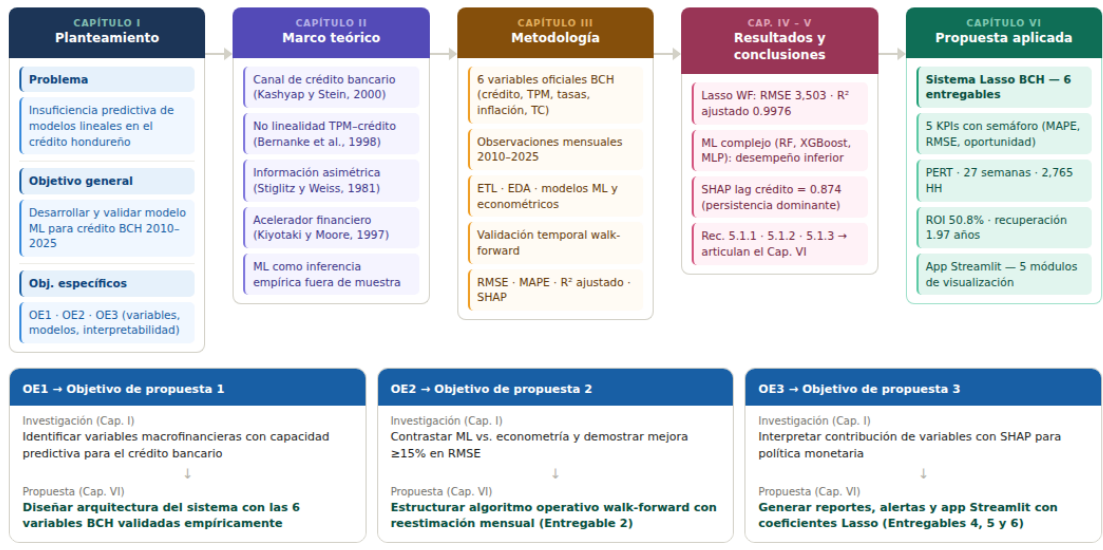 CAPÍTULO I
Planteamiento
Problema
Insuficiencia predictiva de
modelos lineales en el
crédito hondureño
Objetivo general
Desarrollar y validar modelo
ML para crédito BCH 2010–
2025
Obj. específicos
OE1 · OE2 · OE3 (variables,
modelos, interpretabilidad)
CAPÍTULO II
Marco teórico
Canal de crédito bancario
(Kashyap y Stein, 2000)
No linealidad TPM–crédito
(Bernanke et al., 1998)
Información asimétrica
(Stiglitz y Weiss, 1981)
Acelerador financiero
(Kiyotaki y Moore, 1997)
ML como inferencia
empírica fuera de muestra
CAPÍTULO III
Metodología
6 variables oficiales BCH
(crédito, TPM, tasas,
inflación, TC)
Observaciones mensuales
2010–2025
ETL · EDA · modelos ML y
econométricos
Validación temporal walk-
forward
RMSE · MAPE · R² ajustado ·
SHAP
CAP. IV – V
Resultados y
conclusiones
Lasso WF: RMSE 3,503 · R²
ajustado 0.9976
ML complejo (RF, XGBoost,
MLP): desempeño inferior
SHAP lag crédito = 0.874
(persistencia dominante)
Rec. 5.1.1 · 5.1.2 · 5.1.3 →
articulan el Cap. VI
CAPÍTULO VI
Propuesta aplicada
Sistema Lasso BCH — 6
entregables
5 KPIs con semáforo (MAPE,
RMSE, oportunidad)
PERT · 27 semanas · 2,765
HH
ROI 50.8% · recuperación
1.97 años
App Streamlit — 5 módulos
de visualización
OE1 → Objetivo de propuesta 1
Investigación (Cap. I)
Identificar variables macrofinancieras con capacidad
predictiva para el crédito bancario
↓
Propuesta (Cap. VI)
Diseñar arquitectura del sistema con las 6
variables BCH validadas empíricamente
OE2 → Objetivo de propuesta 2
Investigación (Cap. I)
Contrastar ML vs. econometría y demostrar mejora
≥15% en RMSE
↓
Propuesta (Cap. VI)
Estructurar algoritmo operativo walk-forward con
reestimación mensual (Entregable 2)
OE3 → Objetivo de propuesta 3
Investigación (Cap. I)
Interpretar contribución de variables con SHAP para
política monetaria
↓
Propuesta (Cap. VI)
Generar reportes, alertas y app Streamlit con
coeficientes Lasso (Entregables 4, 5 y 6)